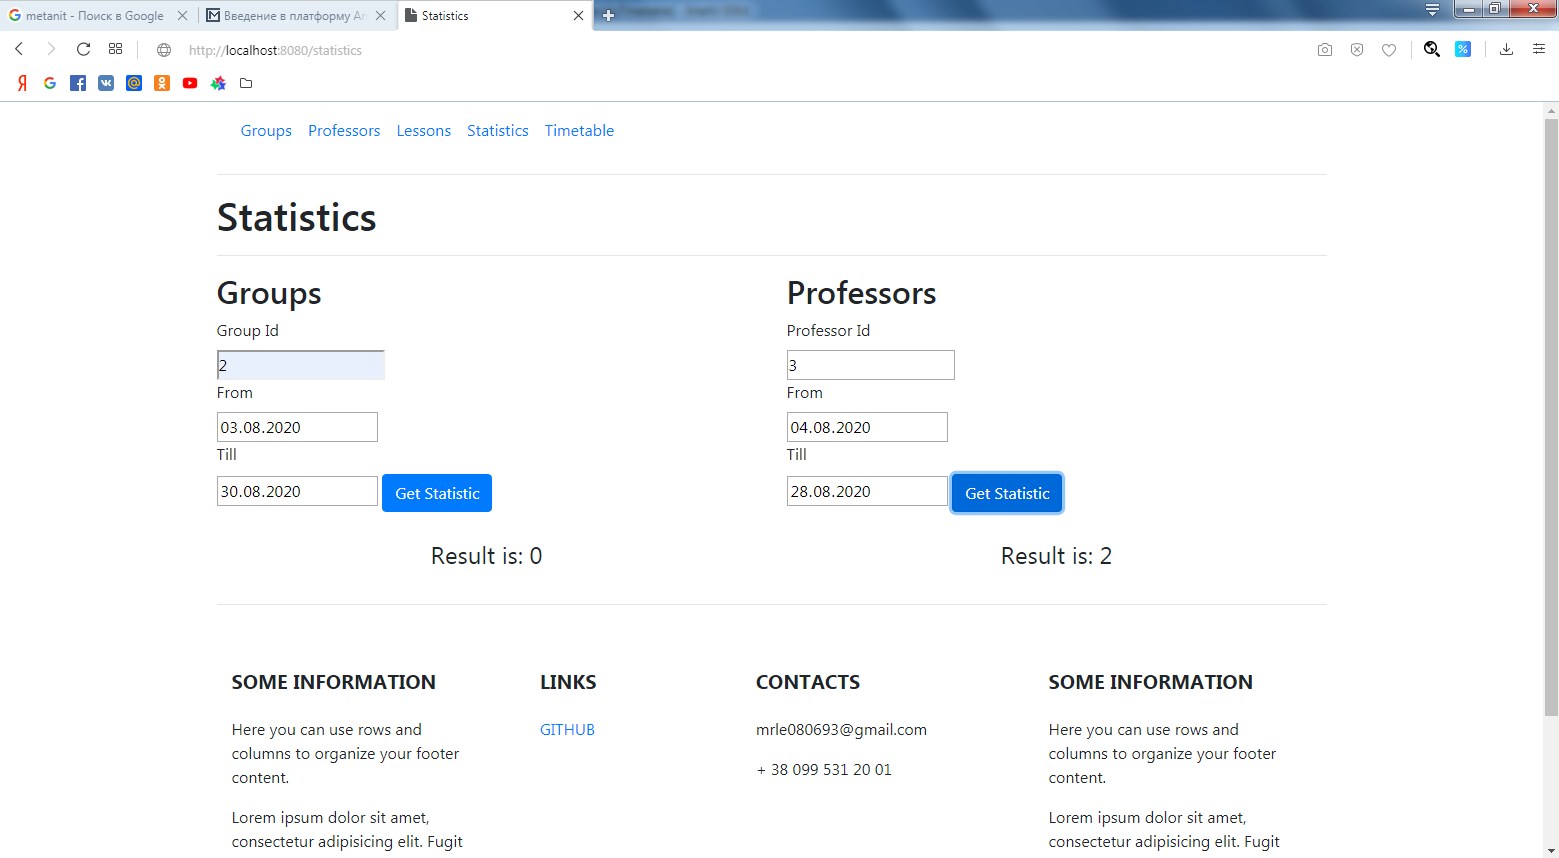 metanit - Поиск в Google
Введение в платформу An
Statistics
http://localhost:8080/statistics
Groups Professors Lessons Statistics Timetable
Statistics
Groups
Group Id
2
From
03.08.2020
Till
30.08.2020 Get Statistic
Result is: 0
Professors
Professor Id
3
From
04.08.2020
Till
28.08.2020 Get Statistic
Result is: 2
SOME INFORMATION
Here you can use rows and
columns to organize your footer
content.
Lorem ipsum dolor sit amet,
consectetur adipisicing elit. Fugit
LINKS
GITHUB
CONTACTS
mrle080693@gmail.com
+ 38 099 531 20 01
SOME INFORMATION
Here you can use rows and
columns to organize your footer
content.
Lorem ipsum dolor sit amet,
consectetur adipisicing elit. Fugit